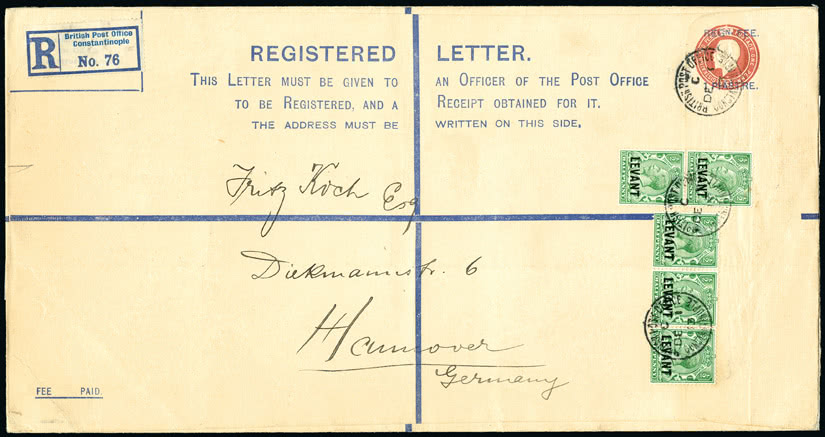 R
British Post Office
Constantinople
No. 76
REGISTERED LETTER.
THIS LETTER MUST BE GIVEN TO AN OFFICER OF THE POST OFFICE
TO BE REGISTERED, AND A RECEIPT OBTAINED FOR IT.
THE ADDRESS MUST BE WRITTEN ON THIS SIDE.
PIASTRE.
LEVANT
LEVANT
LEVANT
LEVANT
LEVANT
Fritz Koch Esq
Diekmannstr. 6
Hannover
Germany
FEE PAID.